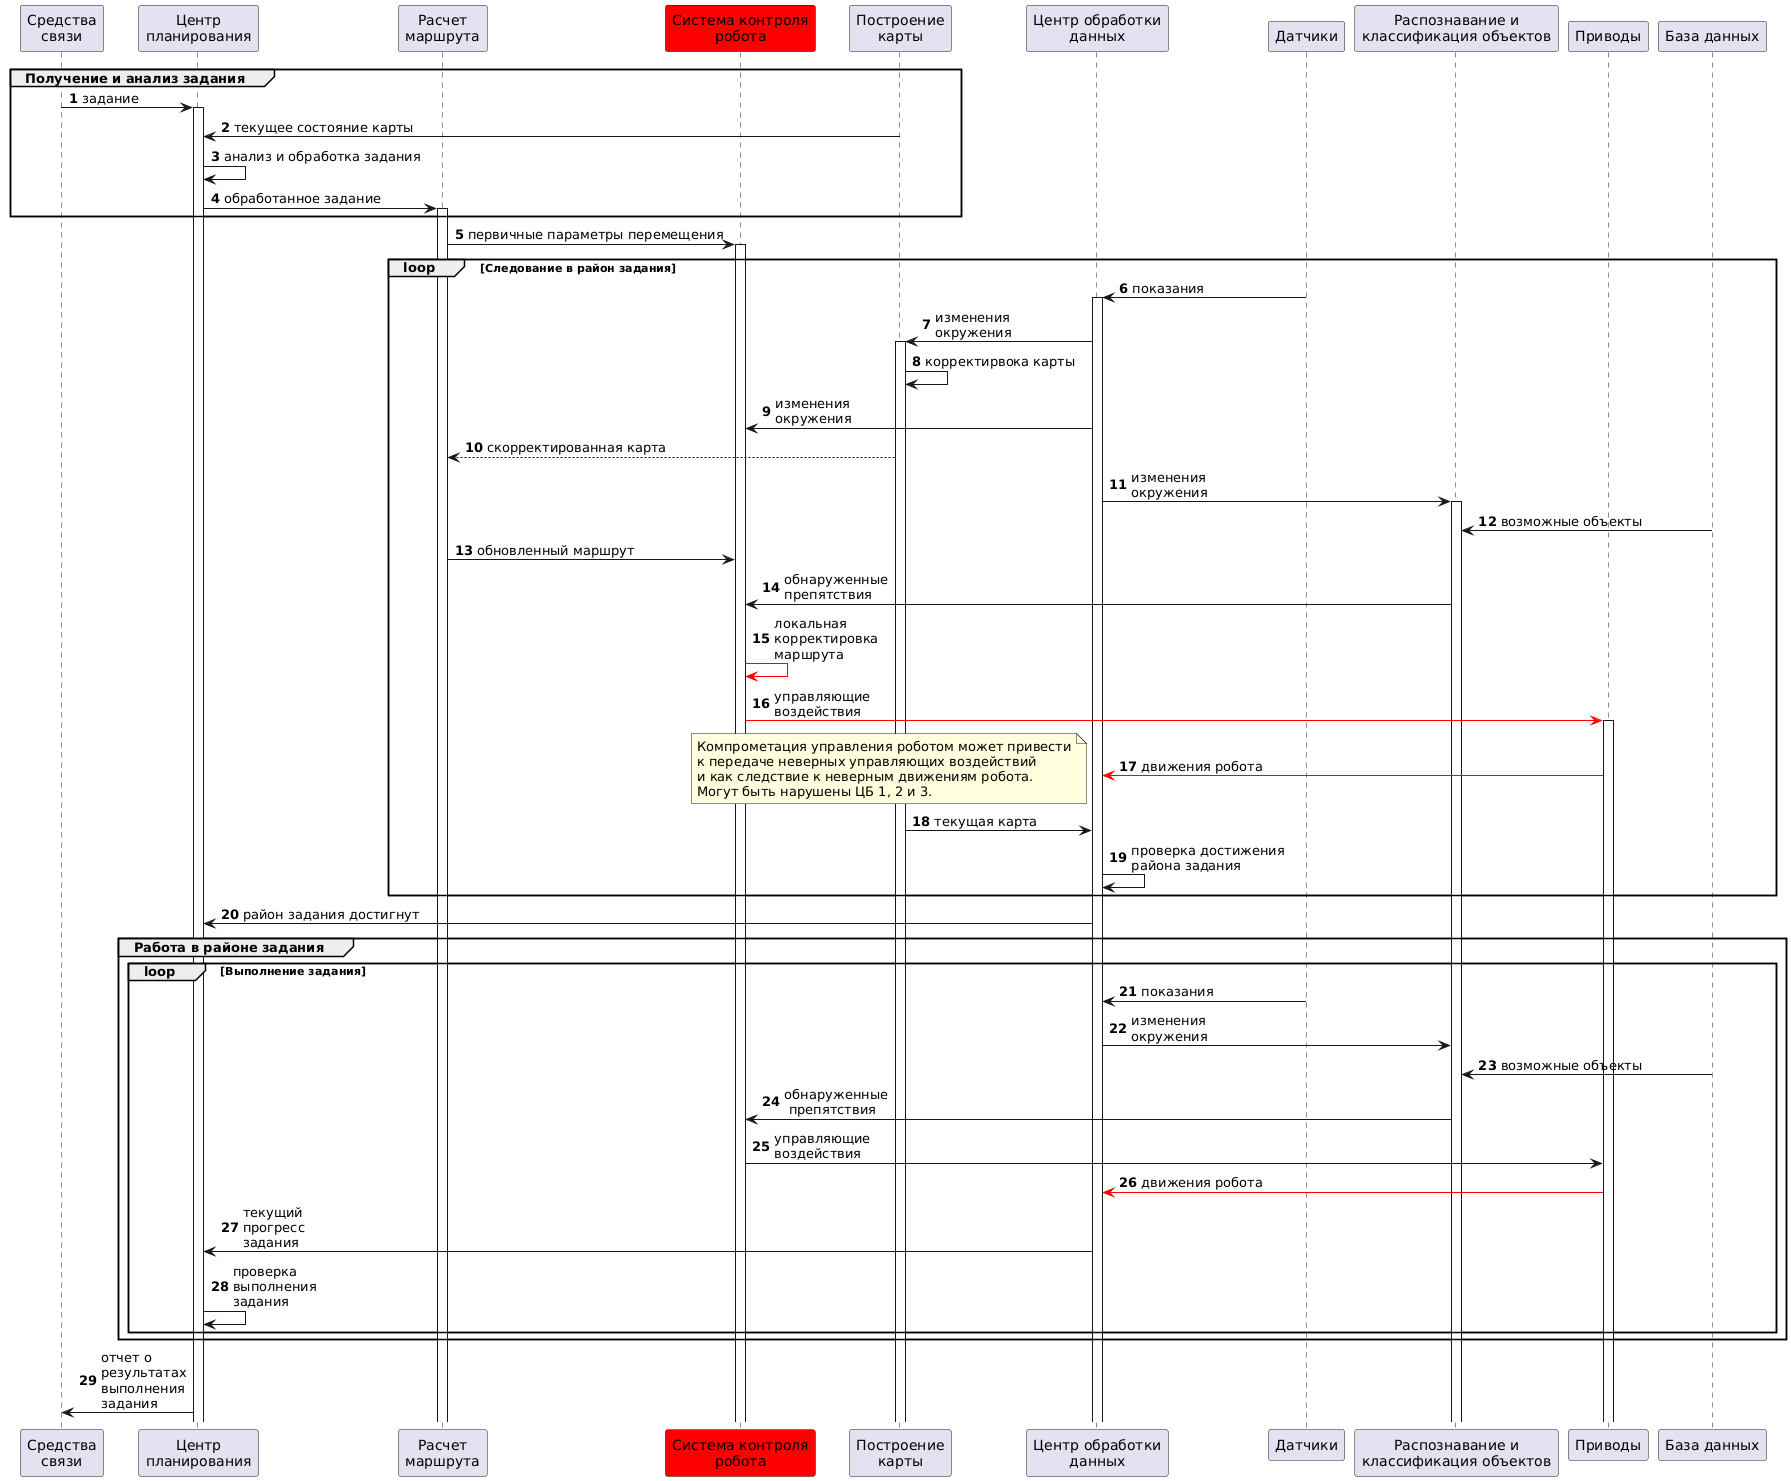 Средства
связи
Центр
планирования
Расчет
маршрута
Система контроля
робота
Построение
карты
Центр обработки
данных
Датчики
Распознавание и
классификация объектов
Приводы
База данных
Получение и анализ задания
1 задание
2 текущее состояние карты
3 анализ и обработка задания
4 обработанное задание
5 первичные параметры перемещения
loop [Следование в район задания]
6 показания
7 изменения
окружения
8 корректирвока карты
9 изменения
окружения
10 скорректированная карта
11 изменения
окружения
12 возможные объекты
13 обновленный маршрут
14 обнаруженные
препятствия
15 локальная
корректировка
маршрута
16 управляющие
воздействия
Компрометация управления роботом может привести
к передаче неверных управляющих воздействий
и как следствие к неверным движениям робота.
Могут быть нарушены ЦБ 1, 2 и 3.
17 движения робота
18 текущая карта
19 проверка достижения
района задания
20 район задания достигнут
Работа в районе задания
loop [Выполнение задания]
21 показания
22 изменения
окружения
23 возможные объекты
24 обнаруженные
препятствия
25 управляющие
воздействия
26 движения робота
27 текущий
прогресс
задания
28 проверка
выполнения
задания
29 отчет о
результатах
выполнения
задания
Средства
связи
Центр
планирования
Расчет
маршрута
Система контроля
робота
Построение
карты
Центр обработки
данных
Датчики
Распознавание и
классификация объектов
Приводы
База данных